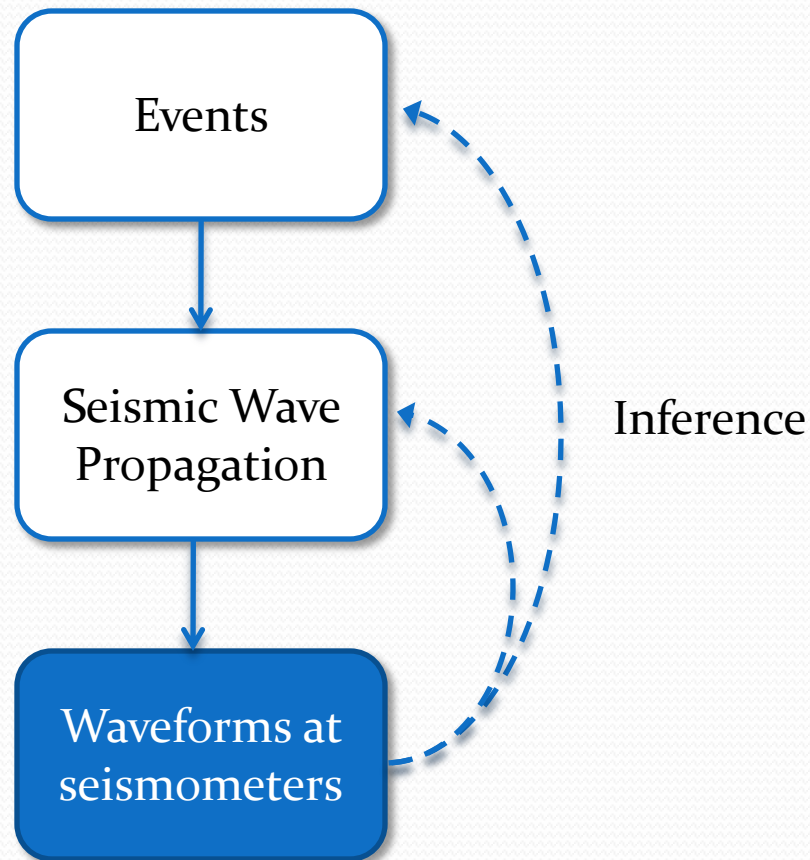 Events
Seismic Wave
Propagation
Inference
Waveforms at
seismometers